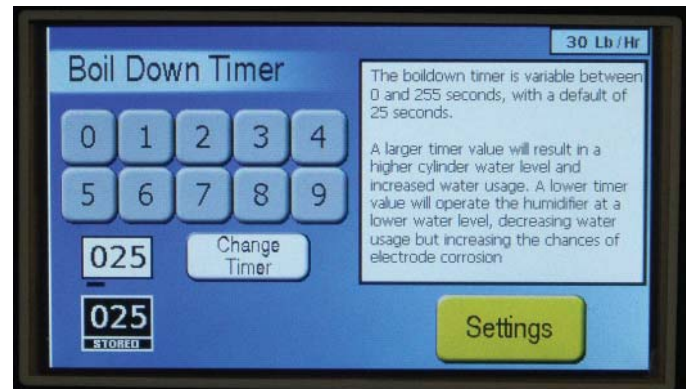 30 Lb/Hr
Boil Down Timer
The boildown timer is variable between
0 and 255 seconds, with a default of
25 seconds.
A larger timer value will result in a
higher cylinder water level and
increased water usage. A lower timer
value will operate the humidifier at a
lower water level, decreasing water
usage but increasing the chances of
electrode corrosion
0 1 2 3 4
5 6 7 8 9
025
Change
Timer
025
STORED
Settings